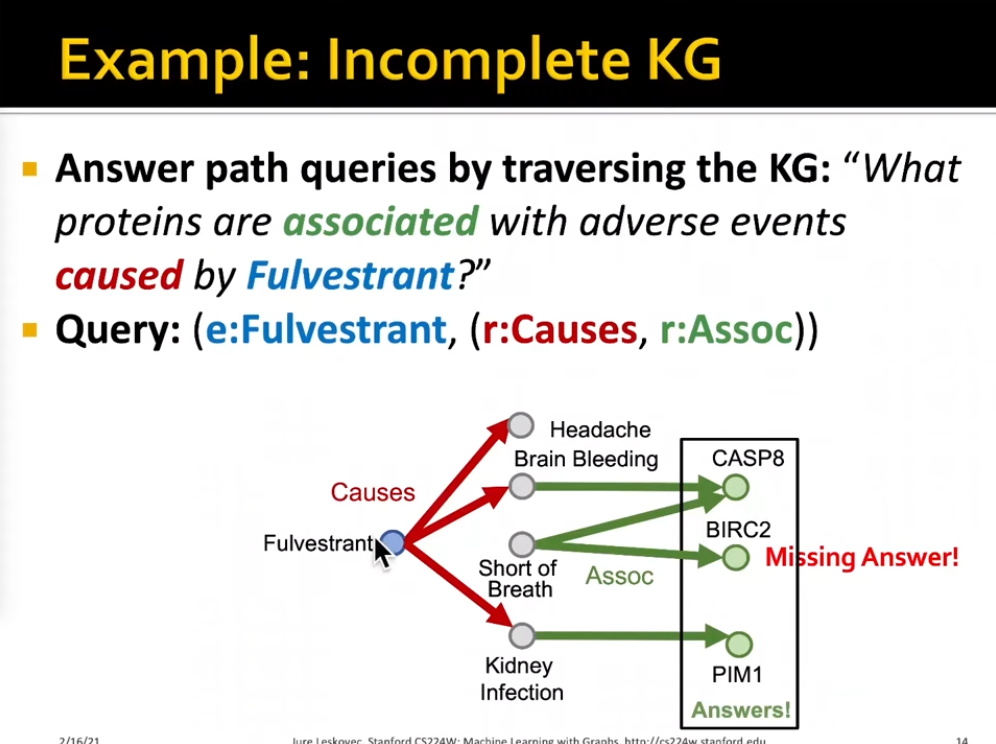 Example: Incomplete KG
Answer path queries by traversing the KG: “What
proteins are associated with adverse events
caused by Fulvestrant?”
Query: (e:Fulvestrant, (r:Causes, r:Assoc))
Headache
Brain Bleeding
CASP8
Causes
BIRC2
Fulvestrant
Missing Answer!
Short of
Breath
Assoc
Kidney
Infection
PIM1
Answers!
2/16/21
Jure Leskovec, Stanford CS224W: Machine Learning with Graphs, http://cs224w.stanford.edu
14